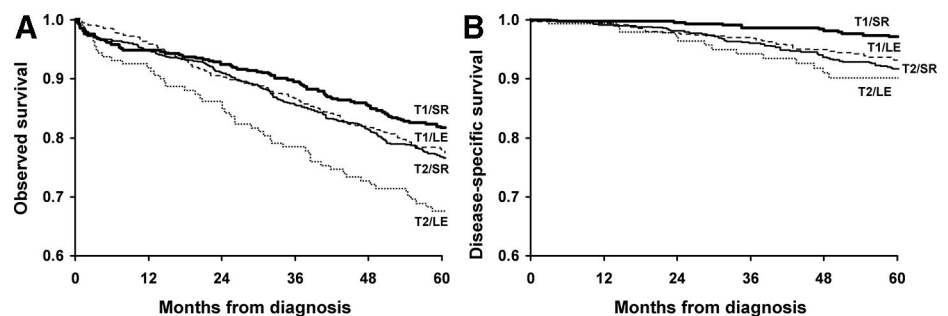 A
Observed survival
1.0
0.9
0.8
0.7
0.6
0
12
24
36
48
60
Months from diagnosis
T1/SR
T1/LE
T2/SR
T2/LE
B
Disease-specific survival
1.0
0.9
0.8
0.7
0.6
0
12
24
36
48
60
Months from diagnosis
T1/SR
T1/LE
T2/SR
T2/LE